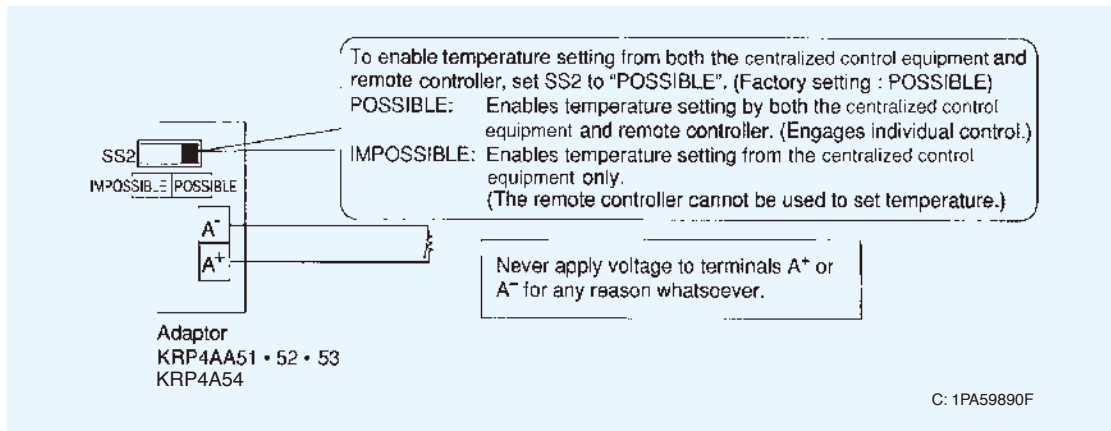 To enable temperature setting from both the centralized control equipment and
remote controller, set SS2 to “POSSIBLE”. (Factory setting : POSSIBLE)
POSSIBLE: Enables temperature setting by both the centralized control
equipment and remote controller. (Engages individual control.)
IMPOSSIBLE: Enables temperature setting from the centralized control
equipment only.
(The remote controller cannot be used to set temperature.)
SS2
IMPOSSIBLE POSSIBLE
A⁻
A⁺
Never apply voltage to terminals A⁺ or
A⁻ for any reason whatsoever.
Adaptor
KRP4AA51 • 52 • 53
KRP4A54
C: 1PA59890F